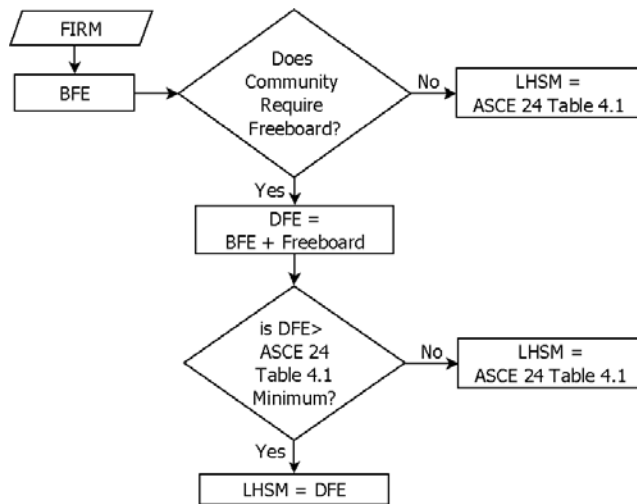 FIRM
BFE
Does
Community
Require
Freeboard?
No
LHSM =
ASCE 24 Table 4.1
Yes
DFE =
BFE + Freeboard
is DFE>
ASCE 24
Table 4.1
Minimum?
No
LHSM =
ASCE 24 Table 4.1
Yes
LHSM = DFE